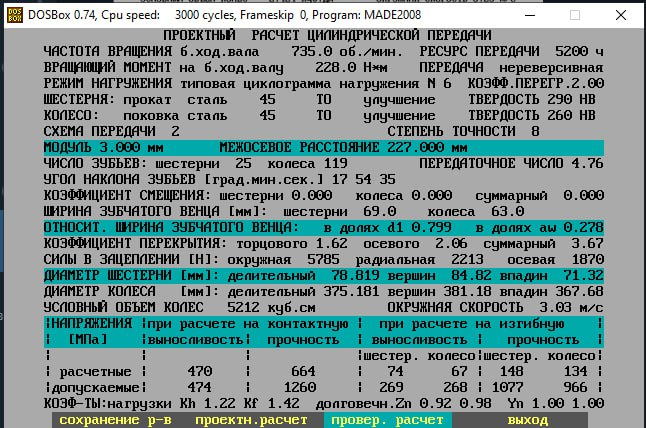 DOSBox 0.74, Cpu speed: 3000 cycles, Frameskip 0, Program: MADE2008
ПРОЕКТНЫЙ РАСЧЕТ ЦИЛИНДРИЧЕСКОЙ ПЕРЕДАЧИ
ЧАСТОТА ВРАЩЕНИЯ б.ход.вала 735.0 об./мин. РЕСУРС ПЕРЕДАЧИ 5200 ч
ВРАЩАЮЩИЙ МОМЕНТ на б.ход.валу 228.0 Н×м ПЕРЕДАЧА нереверсивная
РЕЖИМ НАГРУЖЕНИЯ типовая циклограмма нагружения N 6 КОЭФФ.ПЕРЕГР.2.00
ШЕСТЕРНЯ: прокат сталь 45 ТО улучшение ТВЕРДОСТЬ 290 HB
КОЛЕСО: поковка сталь 45 ТО улучшение ТВЕРДОСТЬ 260 HB
СХЕМА ПЕРЕДАЧИ 2 СТЕПЕНЬ ТОЧНОСТИ 8
МОДУЛЬ 3.000 мм МЕЖОСЕВОЕ РАССТОЯНИЕ 227.000 мм
ЧИСЛО ЗУБЬЕВ: шестерни 25 колеса 119 ПЕРЕДАТОЧНОЕ ЧИСЛО 4.76
УГОЛ НАКЛОНА ЗУБЬЕВ [град.мин.сек.] 17 54 35
КОЭФФИЦИЕНТ СМЕЩЕНИЯ: шестерни 0.000 колеса 0.000 суммарный 0.000
ШИРИНА ЗУБЧАТОГО ВЕНЦА [мм]: шестерни 69.0 колеса 63.0
ОТНОСИТ. ШИРИНА ЗУБЧАТОГО ВЕНЦА: в долях d1 0.799 в долях aw 0.278
КОЭФФИЦИЕНТ ПЕРЕКРЫТИЯ: торцового 1.62 осевого 2.06 суммарный 3.67
СИЛЫ В ЗАЦЕПЛЕНИИ [Н]: окружная 5785 радиальная 2213 осевая 1870
ДИАМЕТР ШЕСТЕРНИ [мм]: делительный 78.819 вершин 84.82 впадин 71.32
ДИАМЕТР КОЛЕСА [мм]: делительный 375.181 вершин 381.18 впадин 367.68
УСЛОВНЫЙ ОБЪЕМ КОЛЕС 5212 куб.см ОКРУЖНАЯ СКОРОСТЬ 3.03 м/с
¦НАПРЯЖЕНИЯ ¦при расчете на контактную ¦ при расчете на изгибную ¦
¦ [МПа] ¦выносливость¦ прочность ¦ выносливость ¦ прочность ¦
¦ ¦ ¦ ¦шестер. колесо¦шестер. колесо¦
¦ расчетные ¦ 470 ¦ 664 ¦ 74 67 ¦ 148 134 ¦
¦допускаемые¦ 474 ¦ 1260 ¦ 269 268 ¦ 1077 966 ¦
КОЭФ-ТЫ:нагрузки Kh 1.22 Kf 1.42 долговечн.Zn 0.92 0.98 Yn 1.00 1.00
сохранение р-в проектн.расчет провер. расчет выход